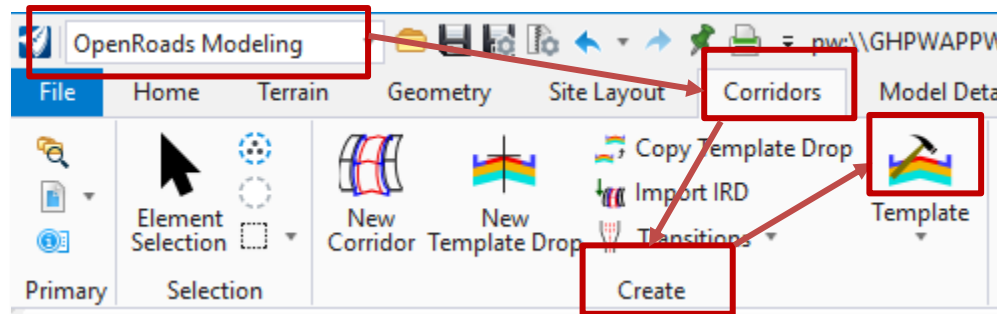 OpenRoads Modeling pw:\\GHPWAPPW
File Home Terrain Geometry Site Layout Corridors Model Deta
Copy Template Drop
Import IRD
Element Selection
New Corridor
New Template Drop
Transitions
Template
Primary Selection Create